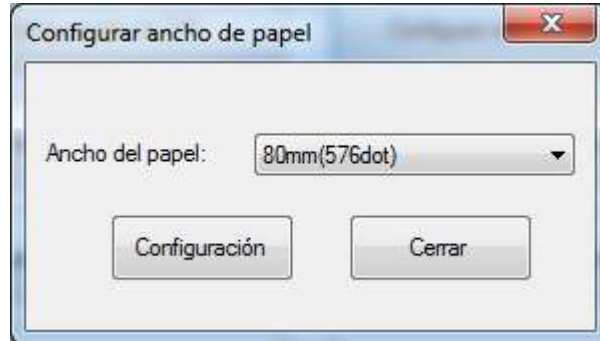 Configurar ancho de papel
Ancho del papel: 80mm(576dot)
Configuración Cerrar